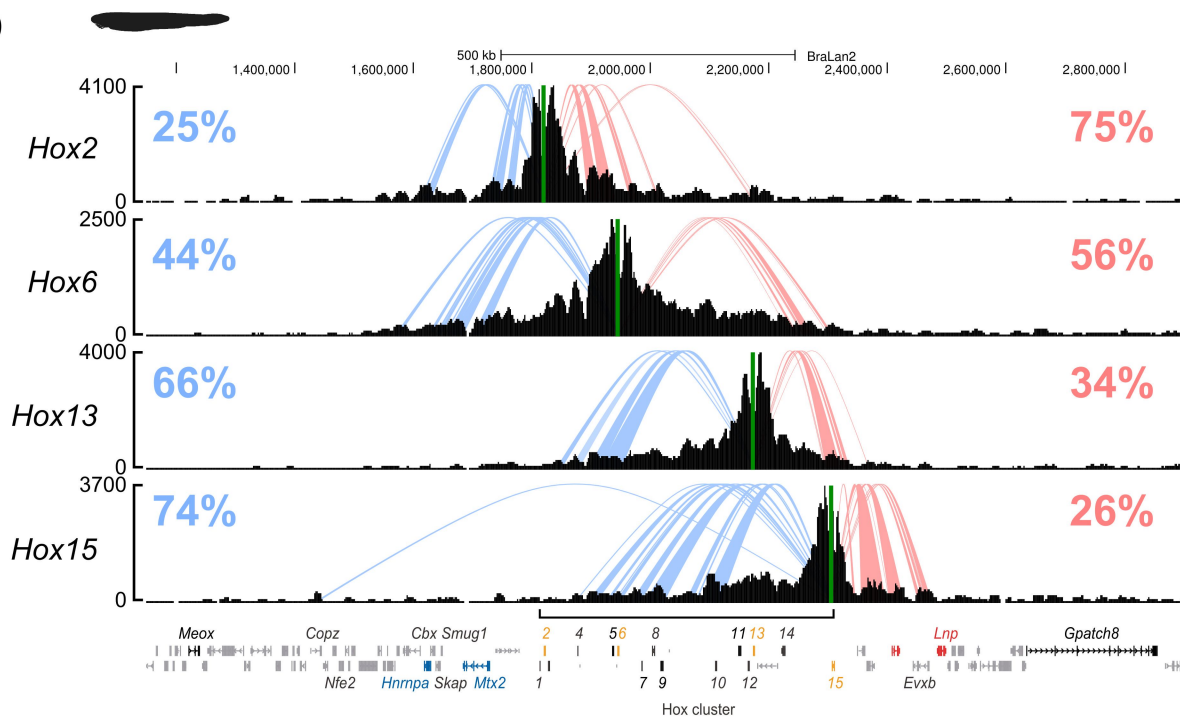 )
500 kb BraLan2
1,400,000 1,600,000 1,800,000 2,000,000 2,200,000 2,400,000 2,600,000 2,800,000
4100
25% 75%
Hox2
0
2500
44% 56%
Hox6
0
4000
66% 34%
Hox13
0
3700
74% 26%
Hox15
0
Meox Copz Cbx Smug1 2 4 5 6 8 11 13 14 Lnp Gpatch8
Nfe2 Hnrnpa Skap Mtx2 1 7 9 10 12 15 Evxb
Hox cluster